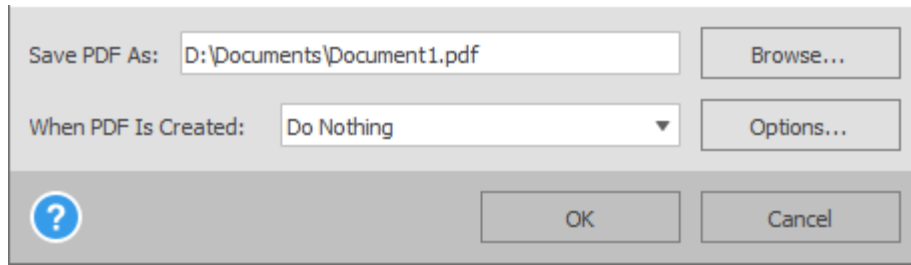 Save PDF As: D:\Documents\Document1.pdf Browse...
When PDF Is Created: Do Nothing Options...
? OK Cancel